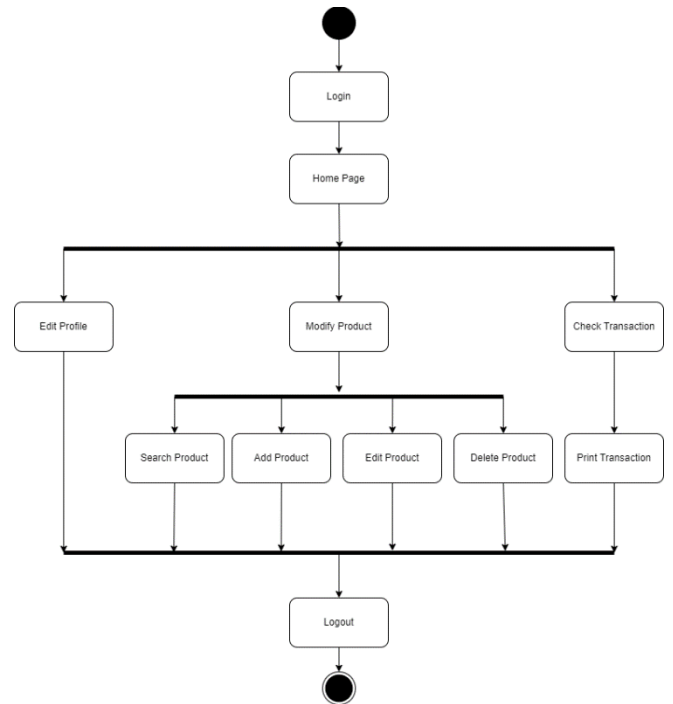 Login
Home Page
Edit Profile
Modify Product
Check Transaction
Search Product
Add Product
Edit Product
Delete Product
Print Transaction
Logout